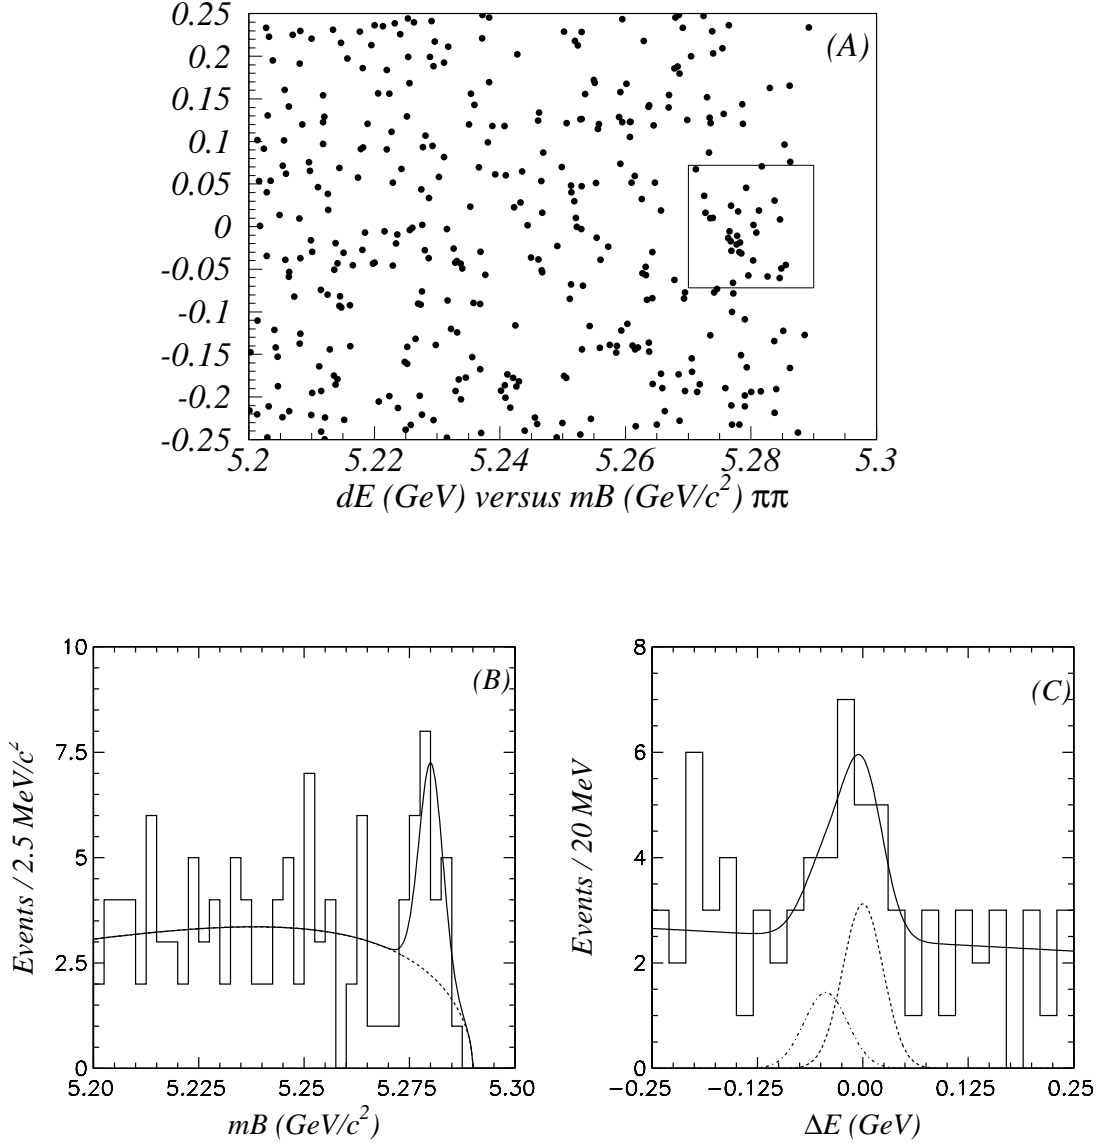 0.25
0.2
0.15
0.1
0.05
0
-0.05
-0.1
-0.15
-0.2
-0.25
(A)
5.2 5.22 5.24 5.26 5.28 5.3
dE (GeV) versus mB (GeV/c²) ππ
10
7.5
5
2.5
0
Events / 2.5 MeV/c²
(B)
5.20 5.225 5.25 5.275 5.30
mB (GeV/c²)
8
6
4
2
0
Events / 20 MeV
(C)
−0.25 −0.125 0.00 0.125 0.25
ΔE (GeV)